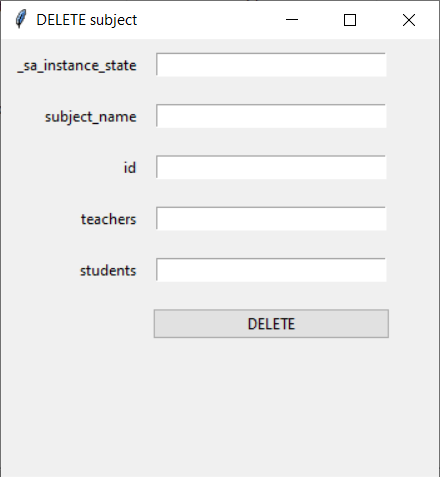 DELETE subject
_sa_instance_state
subject_name
id
teachers
students
DELETE